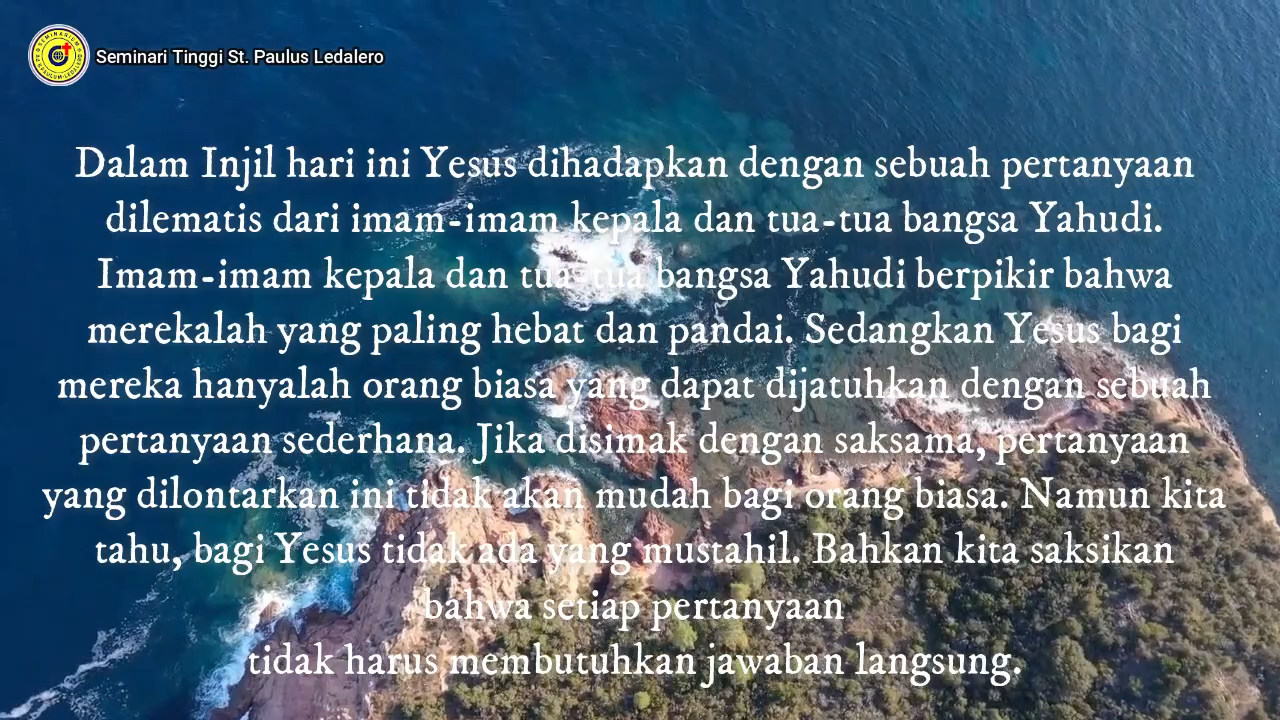 Seminari Tinggi St. Paulus Ledalero
Dalam Injil hari ini Yesus dihadapkan dengan sebuah pertanyaan
dilematis dari imam-imam kepala dan tua-tua bangsa Yahudi.
Imam-imam kepala dan tua-tua bangsa Yahudi berpikir bahwa
merekalah yang paling hebat dan pandai. Sedangkan Yesus bagi
mereka hanyalah orang biasa yang dapat dijatuhkan dengan sebuah
pertanyaan sederhana. Jika disimak dengan saksama, pertanyaan
yang dilontarkan ini tidak akan mudah bagi orang biasa. Namun kita
tahu, bagi Yesus tidak ada yang mustahil. Bahkan kita saksikan
bahwa setiap pertanyaan
tidak harus membutuhkan jawaban langsung.